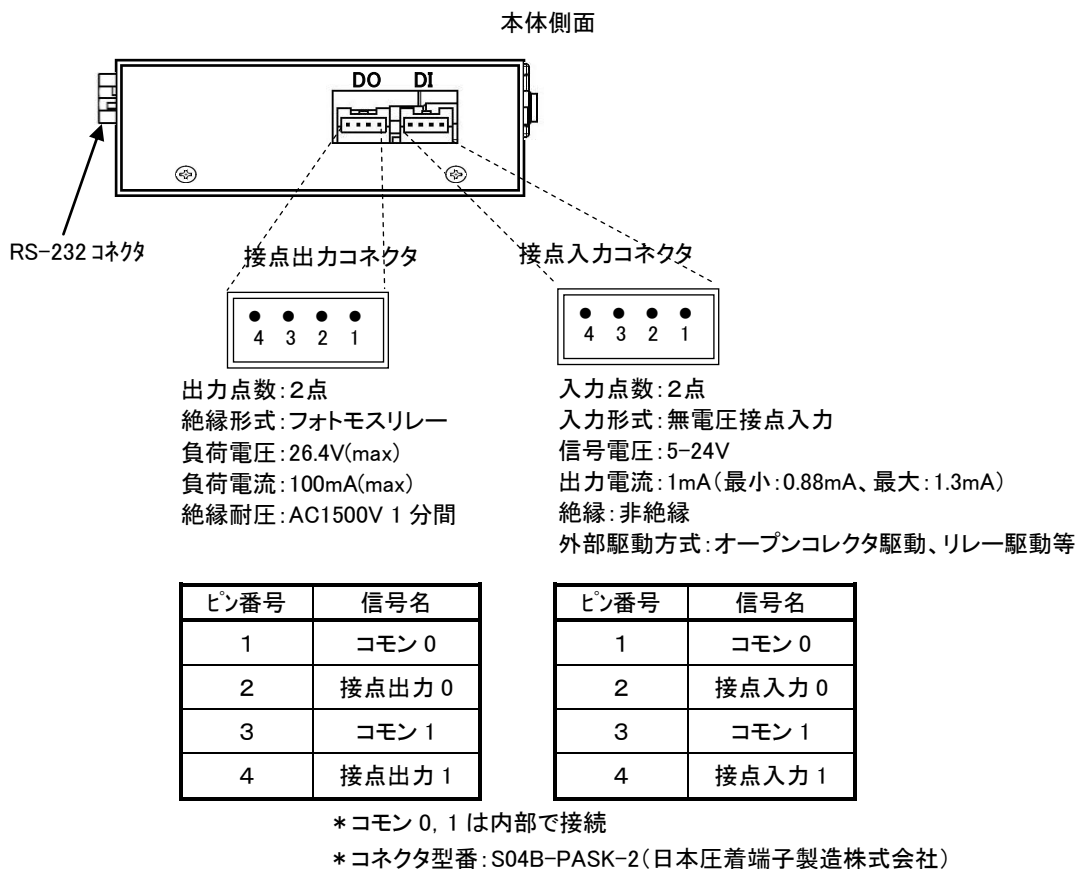 本体側面
DO DI
RS-232 コネクタ
接点出力コネクタ
接点入力コネクタ
4 3 2 1
4 3 2 1
出力点数：２点
絶縁形式：フォトモスリレー
負荷電圧：26.4V(max)
負荷電流：100mA(max)
絶縁耐圧：AC1500V 1 分間
入力点数：２点
入力形式：無電圧接点入力
信号電圧：5-24V
出力電流：1mA（最小：0.88mA、最大：1.3mA）
絶縁：非絶縁
外部駆動方式：オープンコレクタ駆動、リレー駆動等
ピン番号 信号名
1 コモン 0
2 接点出力 0
3 コモン 1
4 接点出力 1
ピン番号 信号名
1 コモン 0
2 接点入力 0
3 コモン 1
4 接点入力 1
＊コモン 0, 1 は内部で接続
＊コネクタ型番：S04B-PASK-2（日本圧着端子製造株式会社）